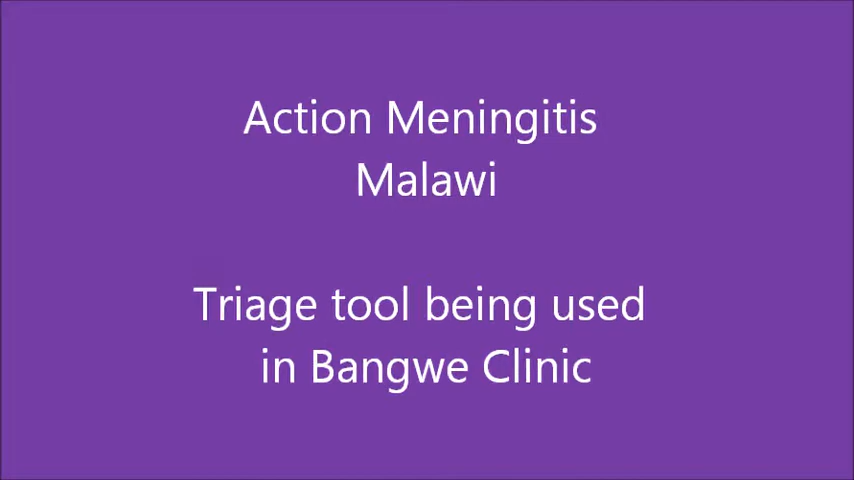 Action Meningitis
Malawi
Triage tool being used
in Bangwe Clinic